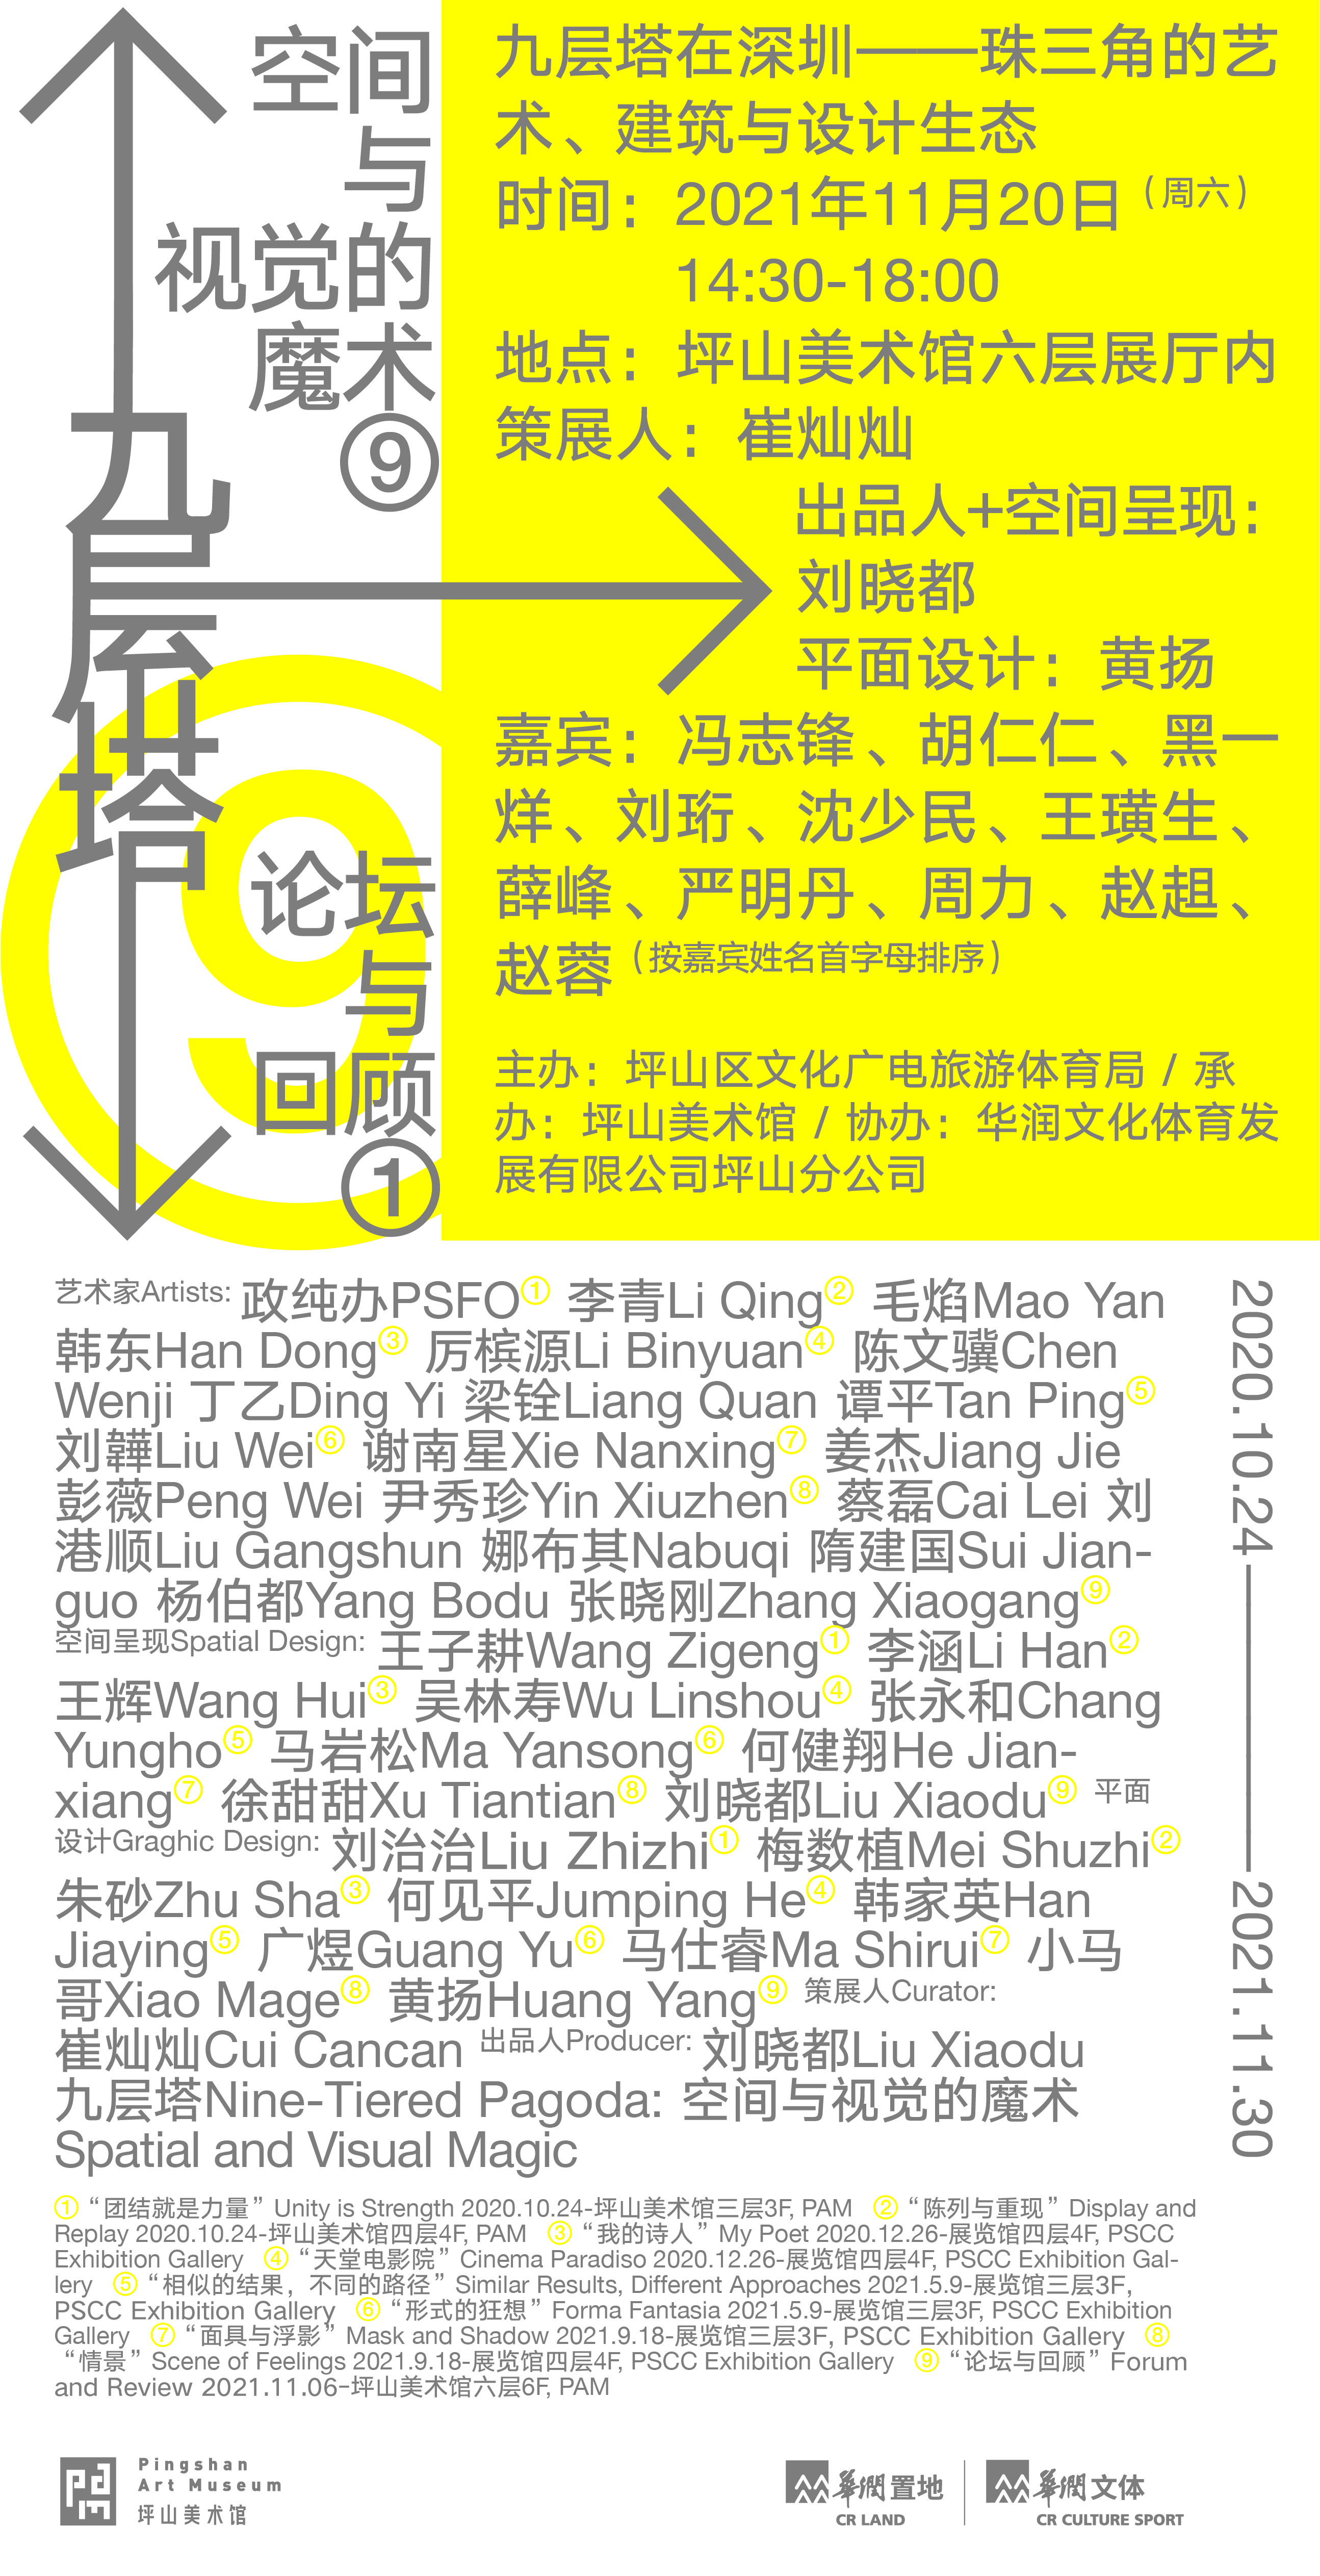 空间
与
视觉的
魔术
⑨
九层塔
论坛
与
回顾
①
九层塔在深圳——珠三角的艺
术、建筑与设计生态
时间：2021年11月20日（周六）
14:30-18:00
地点：坪山美术馆六层展厅内
策展人：崔灿灿
出品人+空间呈现：
刘晓都
平面设计：黄扬
嘉宾：冯志锋、胡仁仁、黑一
烊、刘珩、沈少民、王璜生、
薛峰、严明丹、周力、赵趄、
赵蓉（按嘉宾姓名首字母排序）
主办：坪山区文化广电旅游体育局 / 承
办：坪山美术馆 / 协办：华润文化体育发
展有限公司坪山分公司
9
艺术家Artists: 政纯办PSFO① 李青Li Qing② 毛焰Mao Yan
韩东Han Dong③ 厉槟源Li Binyuan④ 陈文骥Chen
Wenji 丁乙Ding Yi 梁铨Liang Quan 谭平Tan Ping⑤
刘韡Liu Wei⑥ 谢南星Xie Nanxing⑦ 姜杰Jiang Jie
彭薇Peng Wei 尹秀珍Yin Xiuzhen⑧ 蔡磊Cai Lei 刘
港顺Liu Gangshun 娜布其Nabuqi 隋建国Sui Jian-
guo 杨伯都Yang Bodu 张晓刚Zhang Xiaogang⑨
空间呈现Spatial Design: 王子耕Wang Zigeng① 李涵Li Han②
王辉Wang Hui③ 吴林寿Wu Linshou④ 张永和Chang
Yungho⑤ 马岩松Ma Yansong⑥ 何健翔He Jian-
xiang⑦ 徐甜甜Xu Tiantian⑧ 刘晓都Liu Xiaodu⑨ 平面
设计Graghic Design: 刘治治Liu Zhizhi① 梅数植Mei Shuzhi②
朱砂Zhu Sha③ 何见平Jumping He④ 韩家英Han
Jiaying⑤ 广煜Guang Yu⑥ 马仕睿Ma Shirui⑦ 小马
哥Xiao Mage⑧ 黄扬Huang Yang⑨ 策展人Curator:
崔灿灿Cui Cancan 出品人Producer: 刘晓都Liu Xiaodu
九层塔Nine-Tiered Pagoda: 空间与视觉的魔术
Spatial and Visual Magic
2020.10.24——2021.11.30
①“团结就是力量”Unity is Strength 2020.10.24-坪山美术馆三层3F, PAM ②“陈列与重现”Display and
Replay 2020.10.24-坪山美术馆四层4F, PAM ③“我的诗人”My Poet 2020.12.26-展览馆四层4F, PSCC
Exhibition Gallery ④“天堂电影院”Cinema Paradiso 2020.12.26-展览馆四层4F, PSCC Exhibition Gal-
lery ⑤“相似的结果，不同的路径”Similar Results, Different Approaches 2021.5.9-展览馆三层3F,
PSCC Exhibition Gallery ⑥“形式的狂想”Forma Fantasia 2021.5.9-展览馆三层3F, PSCC Exhibition
Gallery ⑦“面具与浮影”Mask and Shadow 2021.9.18-展览馆三层3F, PSCC Exhibition Gallery ⑧
“情景”Scene of Feelings 2021.9.18-展览馆四层4F, PSCC Exhibition Gallery ⑨“论坛与回顾”Forum
and Review 2021.11.06-坪山美术馆六层6F, PAM
Pingshan
Art Museum
坪山美术馆
華潤置地
CR LAND
華潤文体
CR CULTURE SPORT